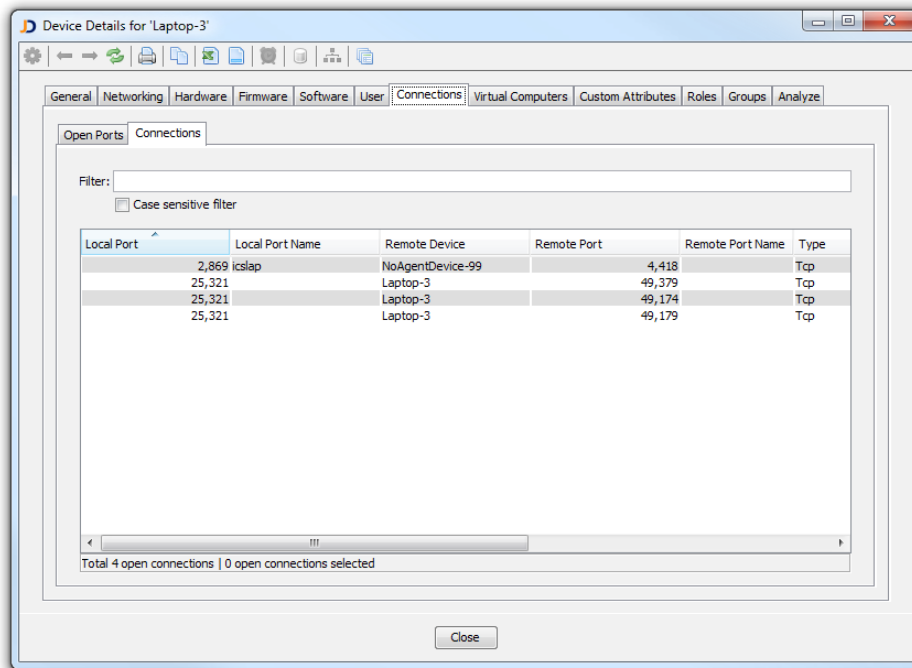 Device Details for 'Laptop-3'
General Networking Hardware Firmware Software User Connections Virtual Computers Custom Attributes Roles Groups Analyze
Open Ports Connections
Filter:
Case sensitive filter
Local Port Local Port Name Remote Device Remote Port Remote Port Name Type
2,869 icslap NoAgentDevice-99 4,418 Tcp
25,321 Laptop-3 49,379 Tcp
25,321 Laptop-3 49,174 Tcp
25,321 Laptop-3 49,179 Tcp
Total 4 open connections | 0 open connections selected
Close